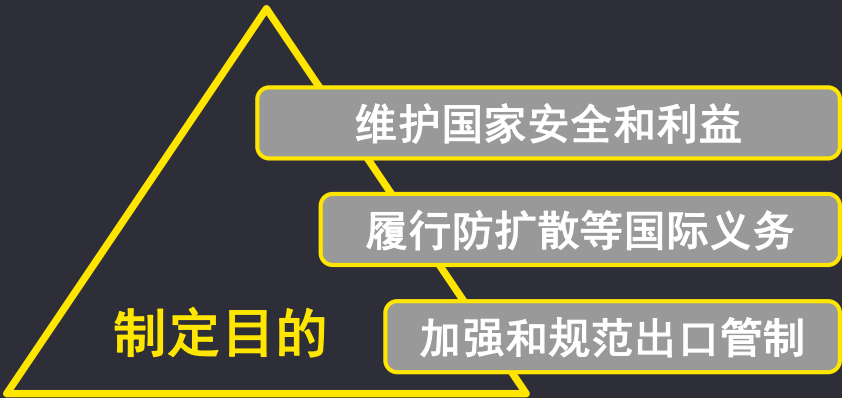 维护国家安全和利益
履行防扩散等国际义务
制定目的
加强和规范出口管制